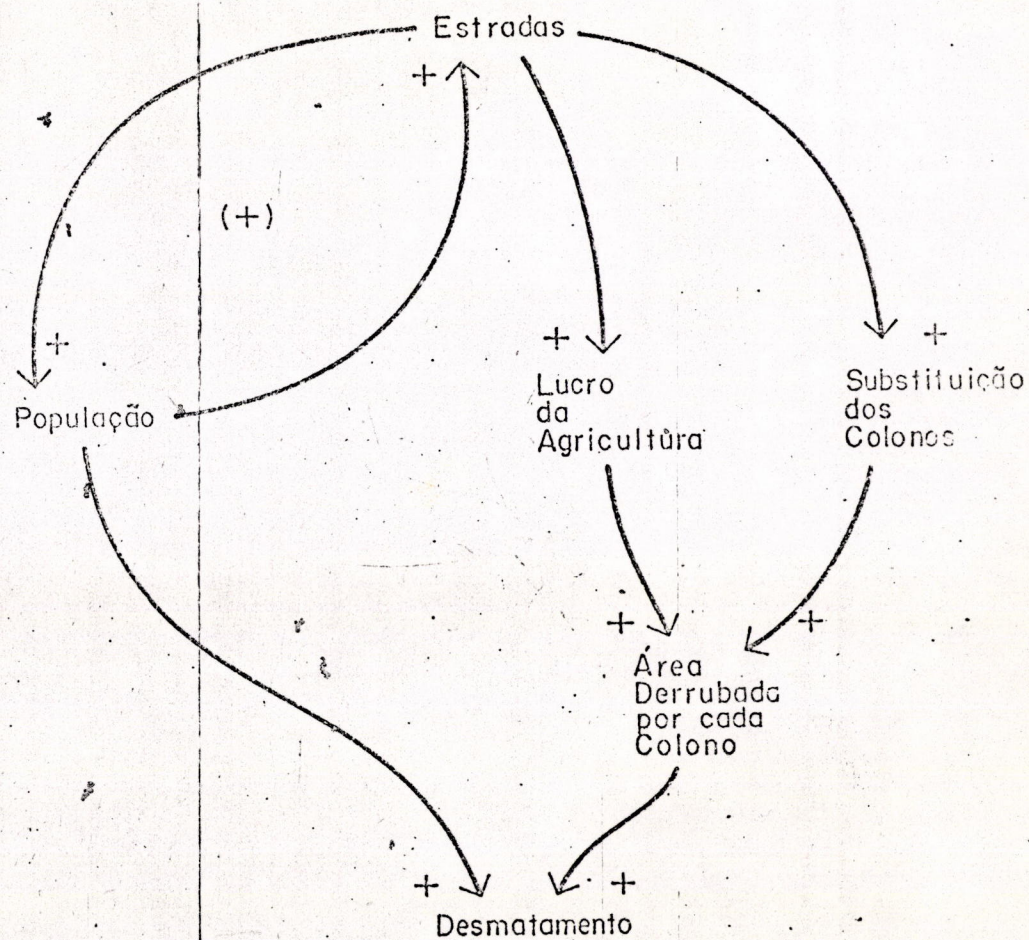 Estradas
+
(+)
+
+
+
População
Lucro
da
Agricultura
Substituição
dos
Colonos
+
+
Área
Derrubada
por cada
Colono
+
+
Desmatamento